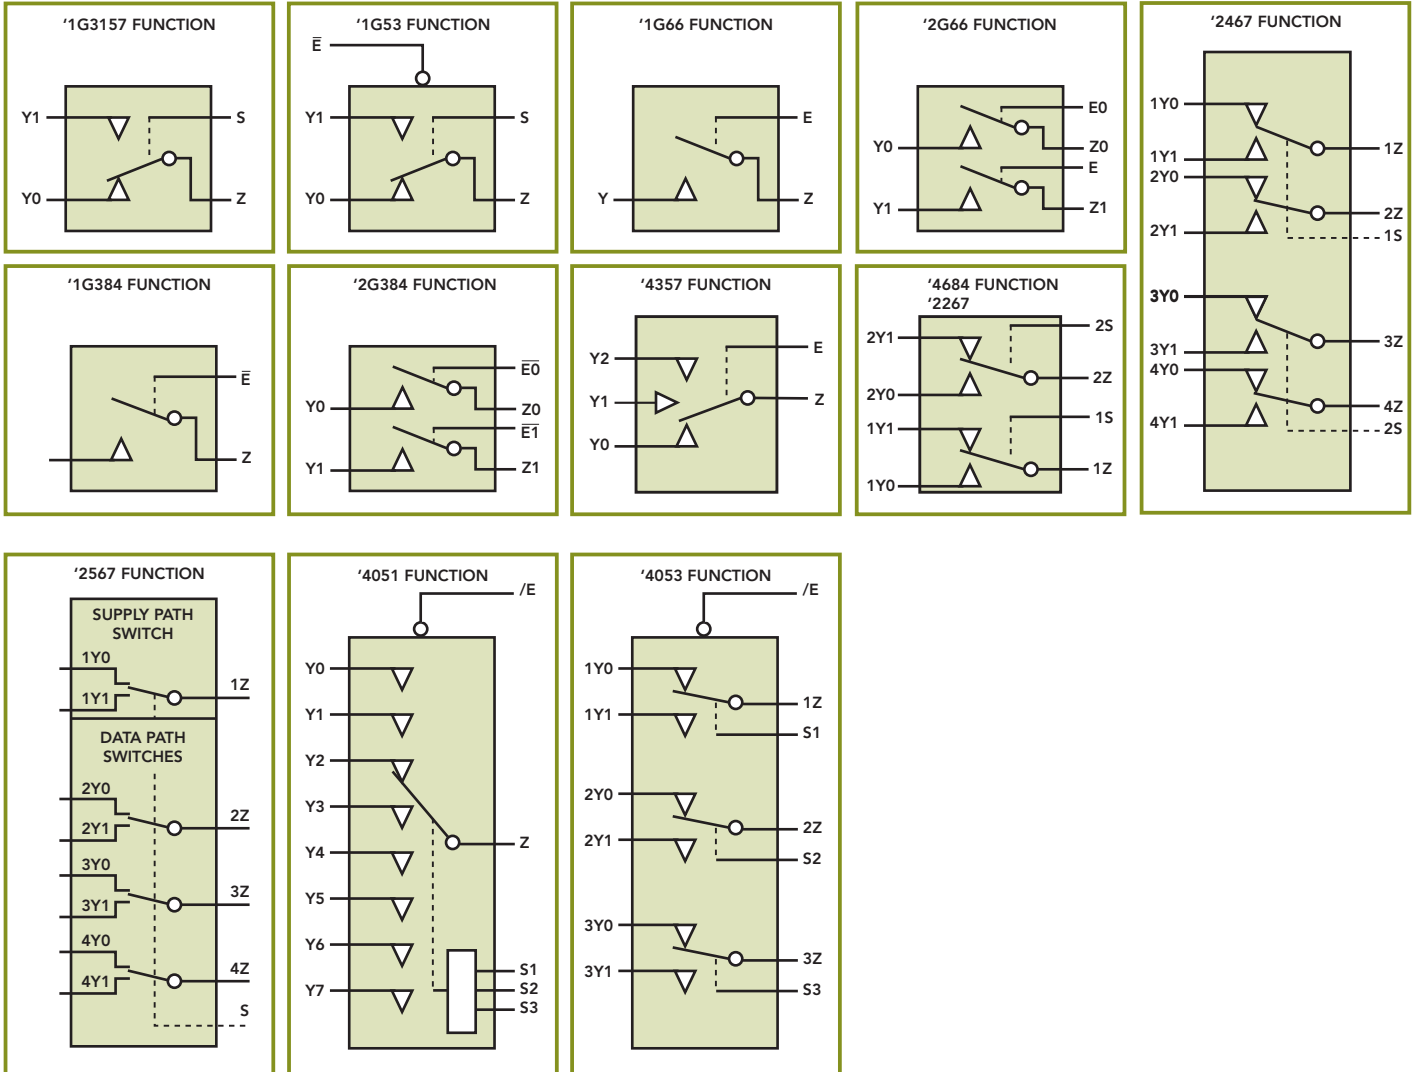 ‘1G3157 FUNCTION
Y1
S
Y0
Z
‘1G53 FUNCTION
E̅
Y1
S
Y0
Z
‘1G66 FUNCTION
E
Y
Z
‘2G66 FUNCTION
E0
Y0
Z0
E
Y1
Z1
‘2467 FUNCTION
1Y0
1Z
1Y1
2Y0
2Z
2Y1
1S
3Y0
3Z
3Y1
4Y0
4Z
4Y1
2S
‘1G384 FUNCTION
E̅
Z
‘2G384 FUNCTION
E̅0̅
Y0
Z0
E̅1̅
Y1
Z1
‘4357 FUNCTION
E
Y2
Y1
Z
Y0
‘4684 FUNCTION
‘2267
2S
2Y1
2Z
2Y0
1S
1Y1
1Z
1Y0
‘2567 FUNCTION
SUPPLY PATH
SWITCH
1Y0
1Z
1Y1
DATA PATH
SWITCHES
2Y0
2Z
2Y1
3Y0
3Z
3Y1
4Y0
4Z
4Y1
S
‘4051 FUNCTION
/E
Y0
Y1
Y2
Y3
Z
Y4
Y5
Y6
S1
Y7
S2
S3
‘4053 FUNCTION
/E
1Y0
1Z
1Y1
S1
2Y0
2Z
2Y1
S2
3Y0
3Z
3Y1
S3